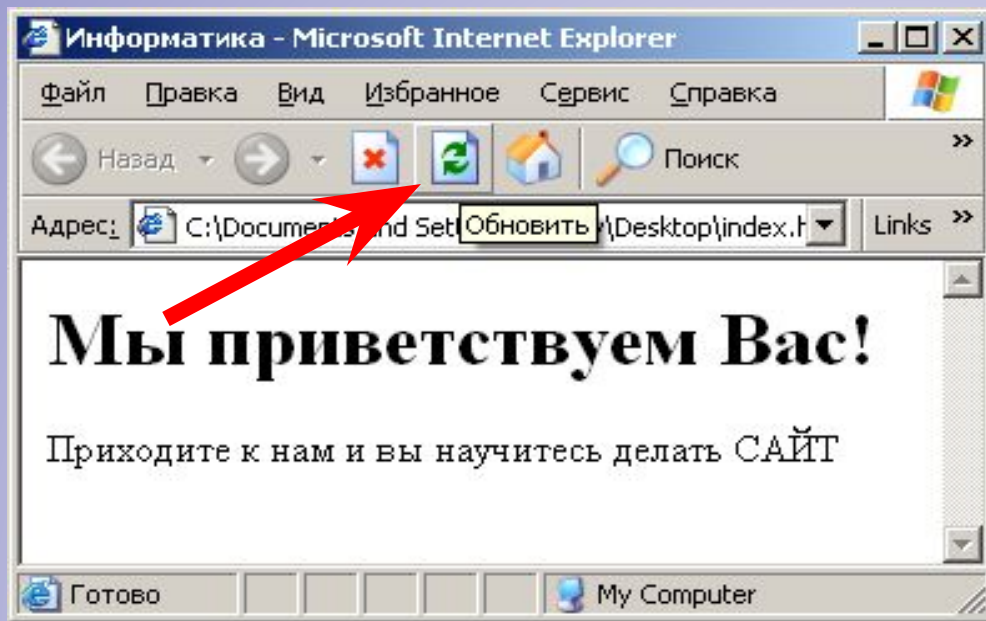 Информатика - Microsoft Internet Explorer
Файл Правка Вид Избранное Сервис Справка
Назад Поиск »
Адрес: C:\Documents and Set Обновить \Desktop\index.h Links »
Мы приветствуем Вас!
Приходите к нам и вы научитесь делать САЙТ
Готово My Computer